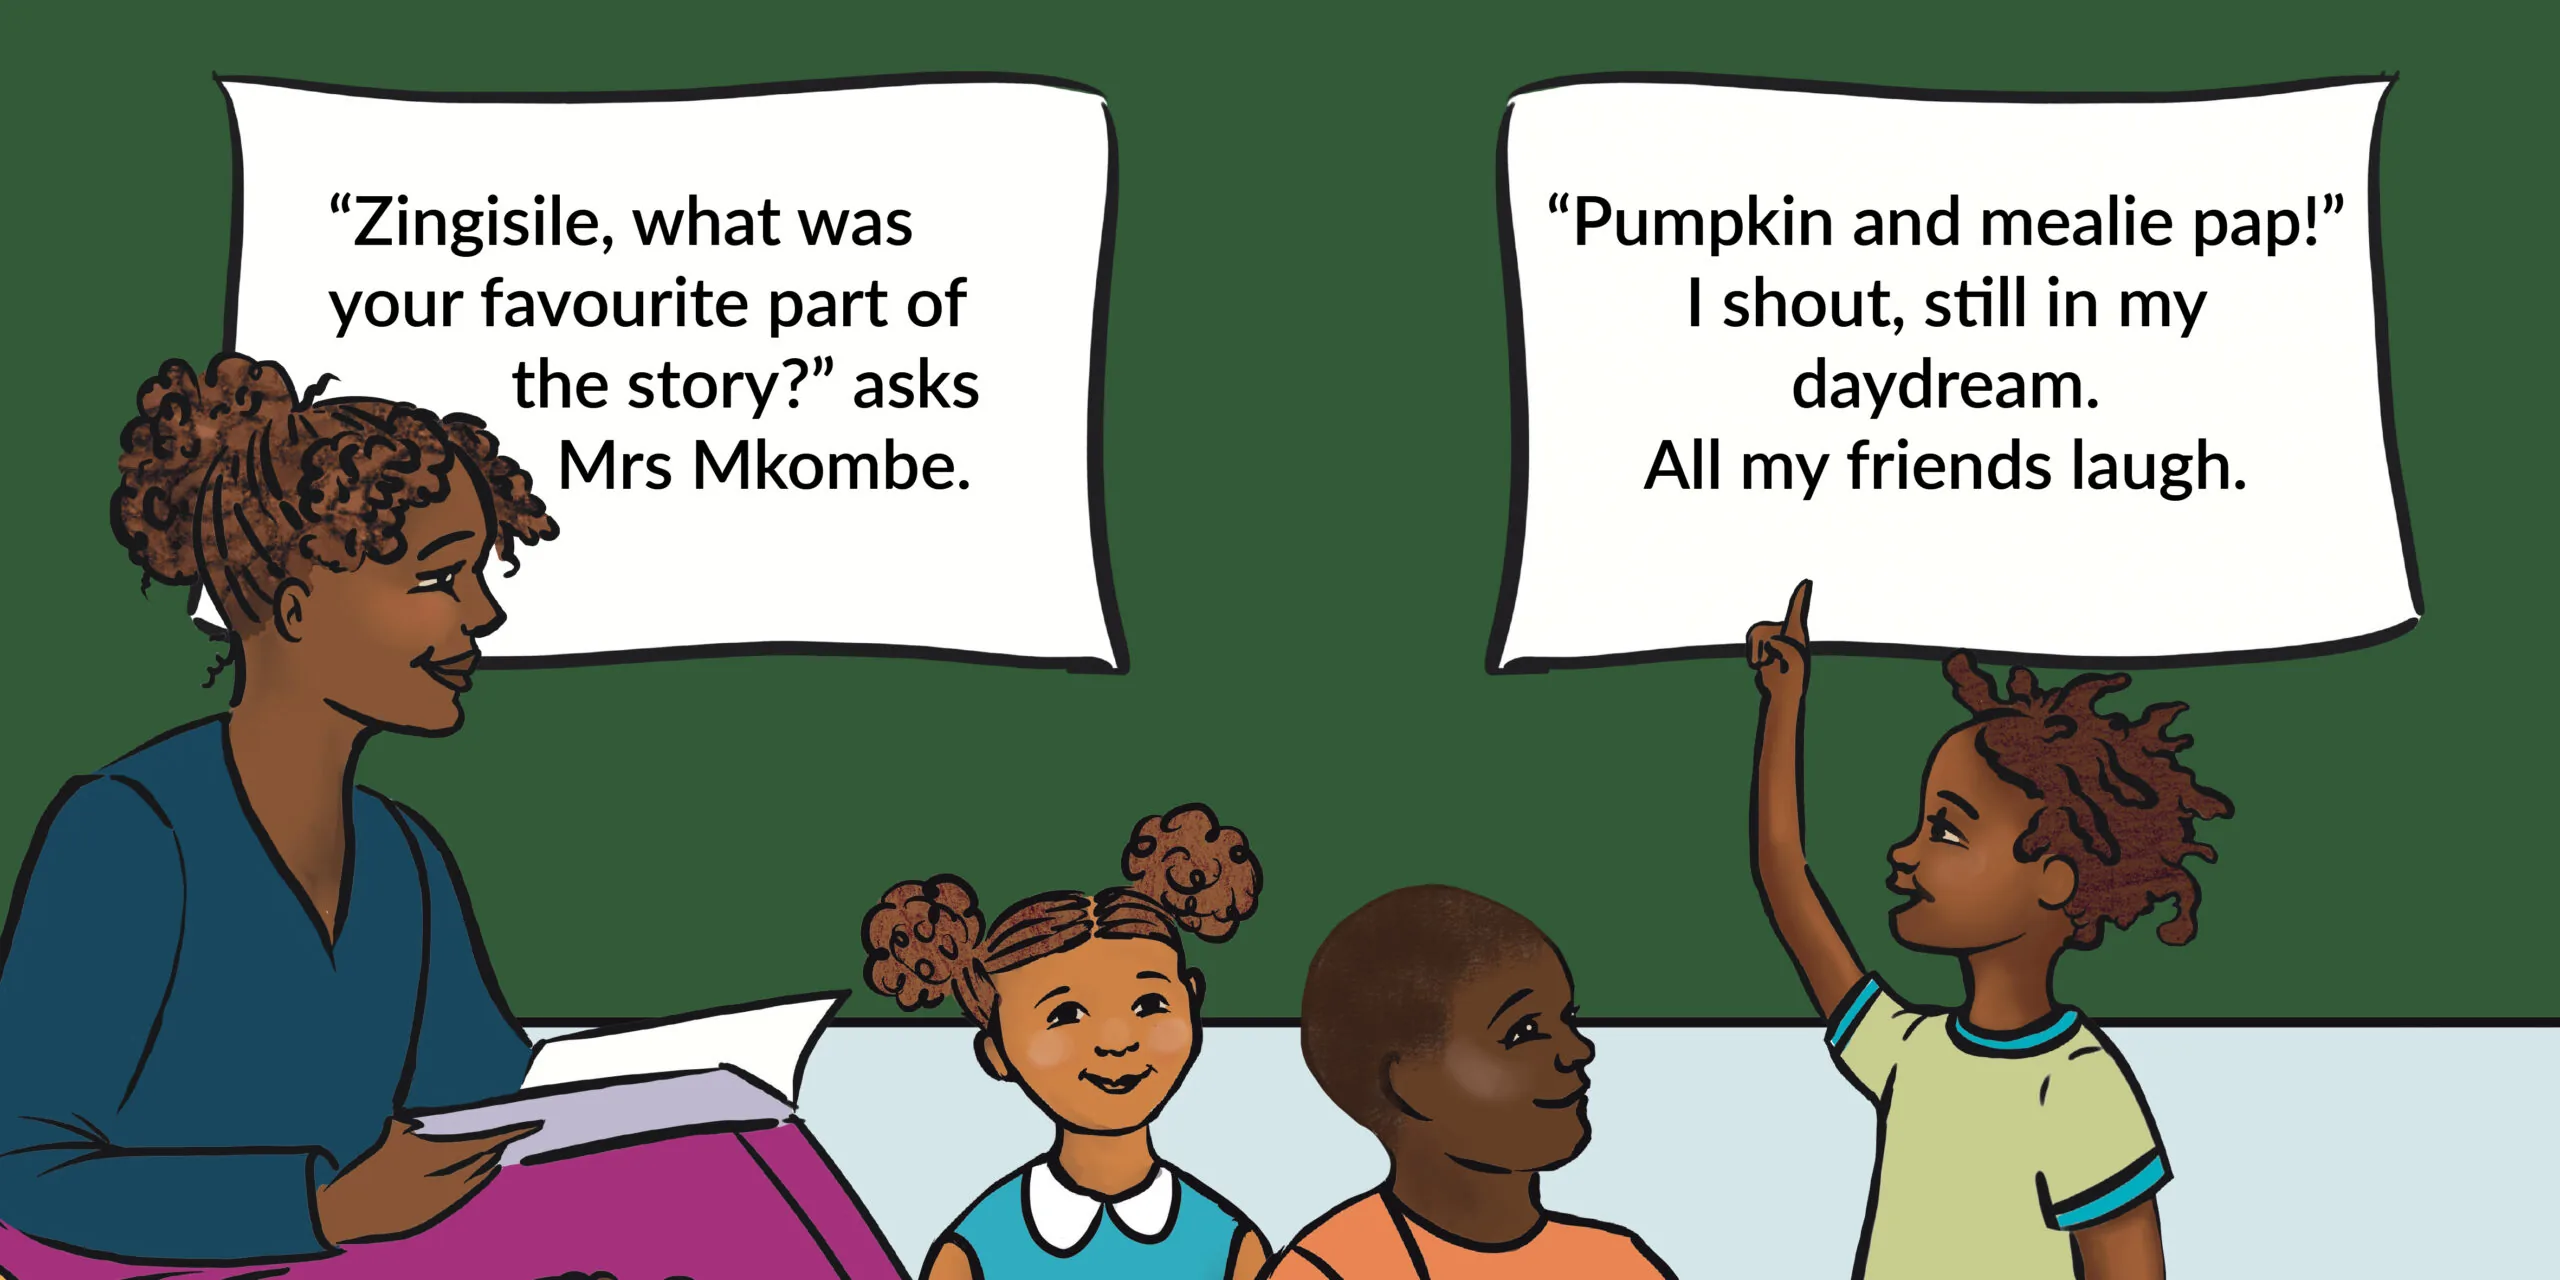 “Zingisile, what was
your favourite part of
the story?” asks
Mrs Mkombe.
“Pumpkin and mealie pap!”
I shout, still in my
daydream.
All my friends laugh.